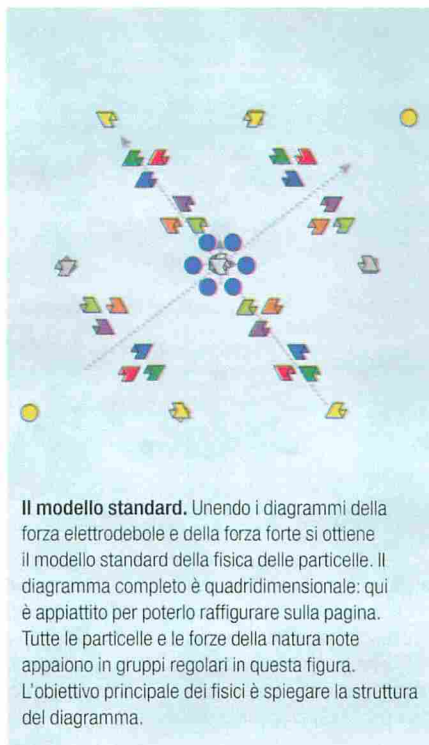 Il modello standard. Unendo i diagrammi della
forza elettrodebole e della forza forte si ottiene
il modello standard della fisica delle particelle. Il
diagramma completo è quadridimensionale: qui
è appiattito per poterlo raffigurare sulla pagina.
Tutte le particelle e le forze della natura note
appaiono in gruppi regolari in questa figura.
L'obiettivo principale dei fisici è spiegare la struttura
del diagramma.